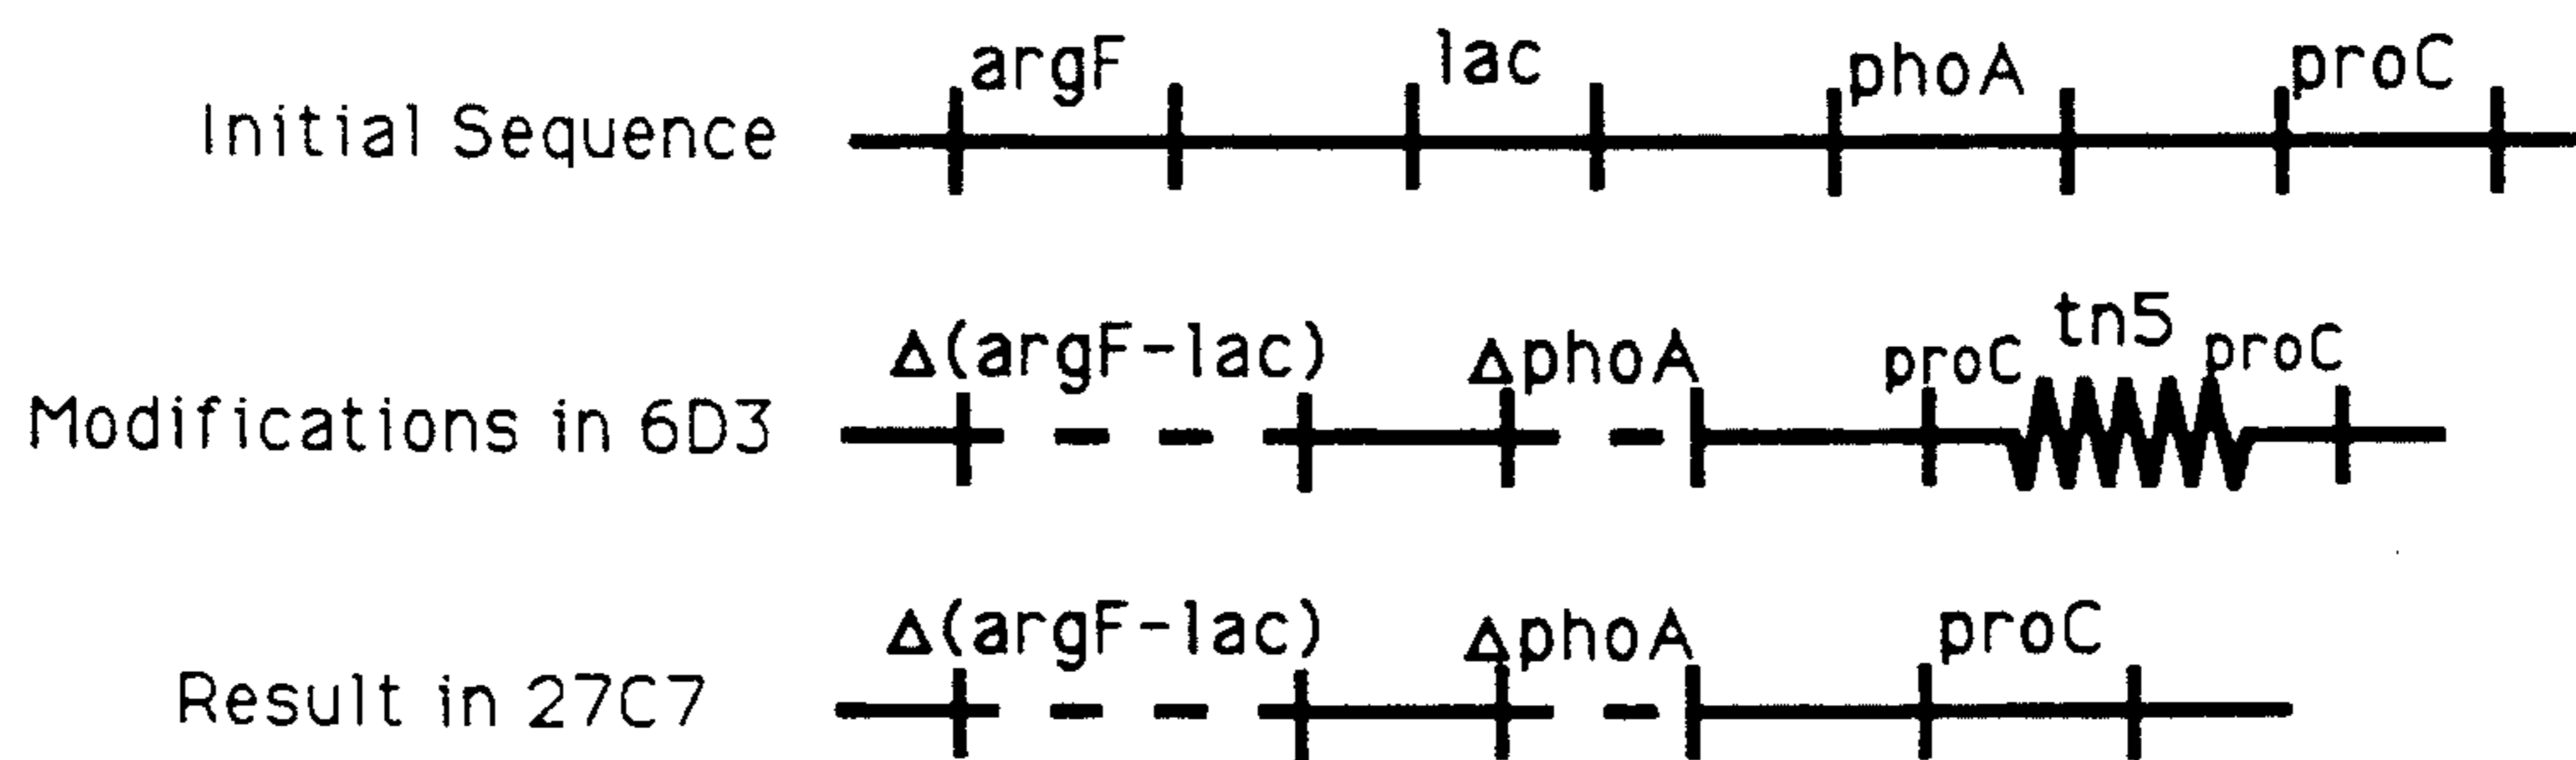 Initial Sequence argF lac phoA proC
Modifications in 6D3 Δ(argF-lac) ΔphoA proC tn5 proC
Result in 27C7 Δ(argF-lac) ΔphoA proC